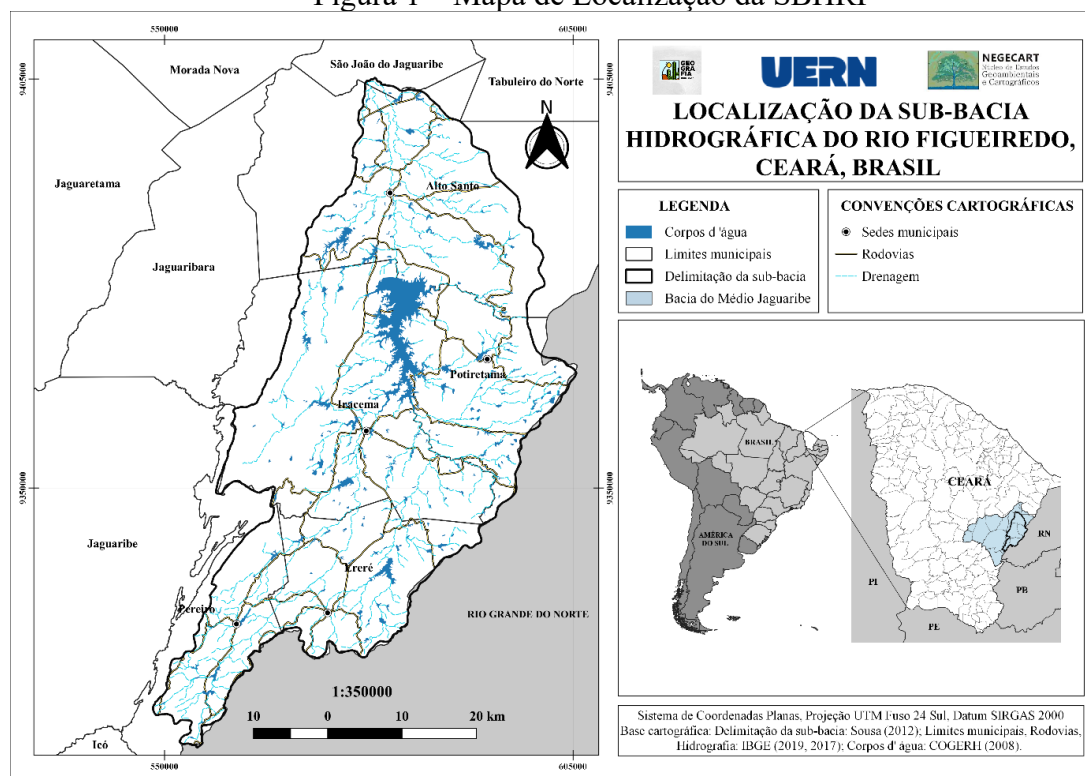 Figura 1 – Mapa de Localização da SBHRF
550000
605000
9405000
9405000
Morada Nova
São João do Jaguaribe
Tabuleiro do Norte
N
Jaguaretama
Alto Santo
Jaguaribara
Potiretama
Iracema
9350000
9350000
Jaguaribe
Ereré
Pereiro
RIO GRANDE DO NORTE
1:350000
10 0 10 20 km
Icó
550000
605000
GEO
GRÁ
FIA
UERN
NEGECART
Núcleo de Estudos
Geoambientais
e Cartográficos
LOCALIZAÇÃO DA SUB-BACIA
HIDROGRÁFICA DO RIO FIGUEIREDO,
CEARÁ, BRASIL
LEGENDA
Corpos d 'água
Limites municipais
Delimitação da sub-bacia
Bacia do Médio Jaguaribe
CONVENÇÕES CARTOGRÁFICAS
Sedes municipais
Rodovias
Drenagem
BRASIL
AMÉRICA
DO SUL
CEARÁ
RN
PI
PB
PE
Sistema de Coordenadas Planas, Projeção UTM Fuso 24 Sul, Datum SIRGAS 2000
Base cartográfica: Delimitação da sub-bacia: Sousa (2012); Limites municipais, Rodovias,
Hidrografia: IBGE (2019, 2017); Corpos d' água: COGERH (2008).